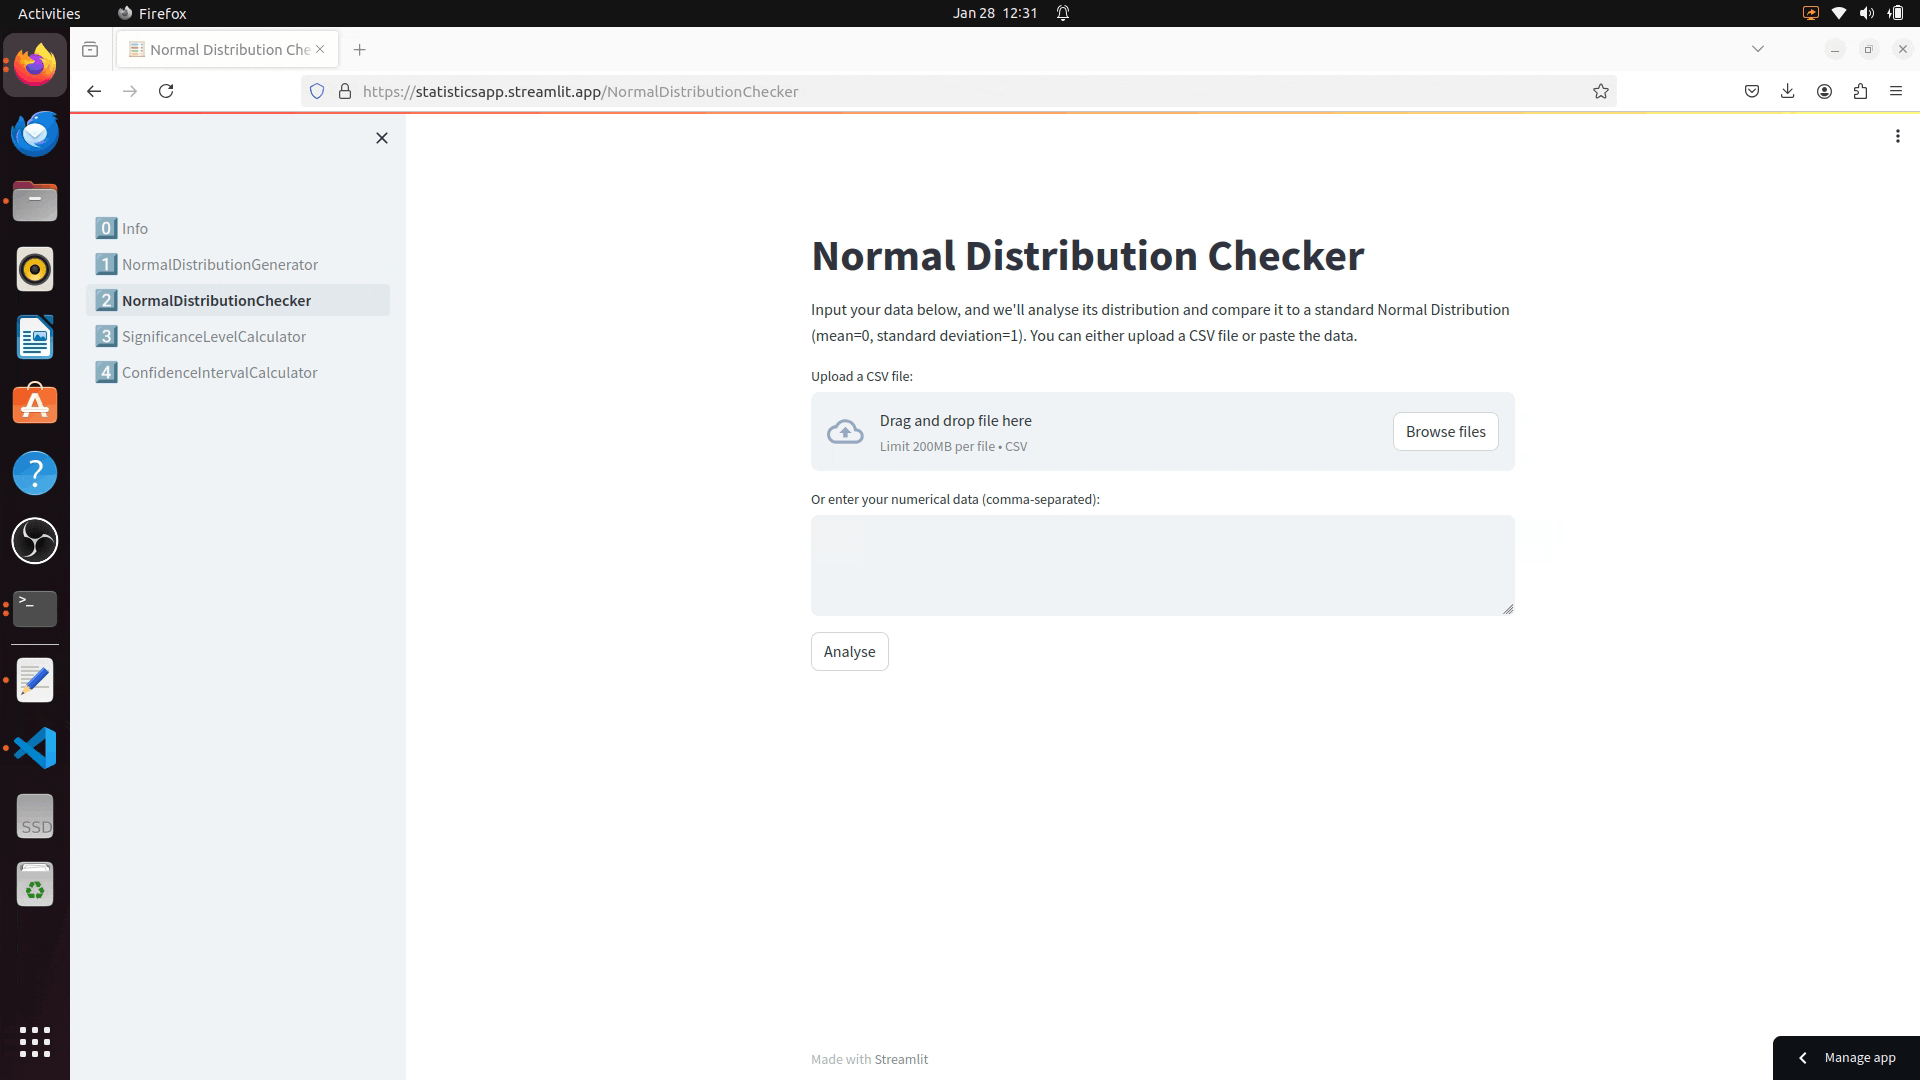 Activities
Firefox
Jan 28 12:31
Normal Distribution Che
https://statisticsapp.streamlit.app/NormalDistributionChecker
0 Info
1 NormalDistributionGenerator
2 NormalDistributionChecker
3 SignificanceLevelCalculator
4 ConfidenceIntervalCalculator
Normal Distribution Checker
Input your data below, and we'll analyse its distribution and compare it to a standard Normal Distribution
(mean=0, standard deviation=1). You can either upload a CSV file or paste the data.
Upload a CSV file:
Drag and drop file here
Limit 200MB per file • CSV
Browse files
Or enter your numerical data (comma-separated):
Analyse
SSD
Made with Streamlit
Manage app